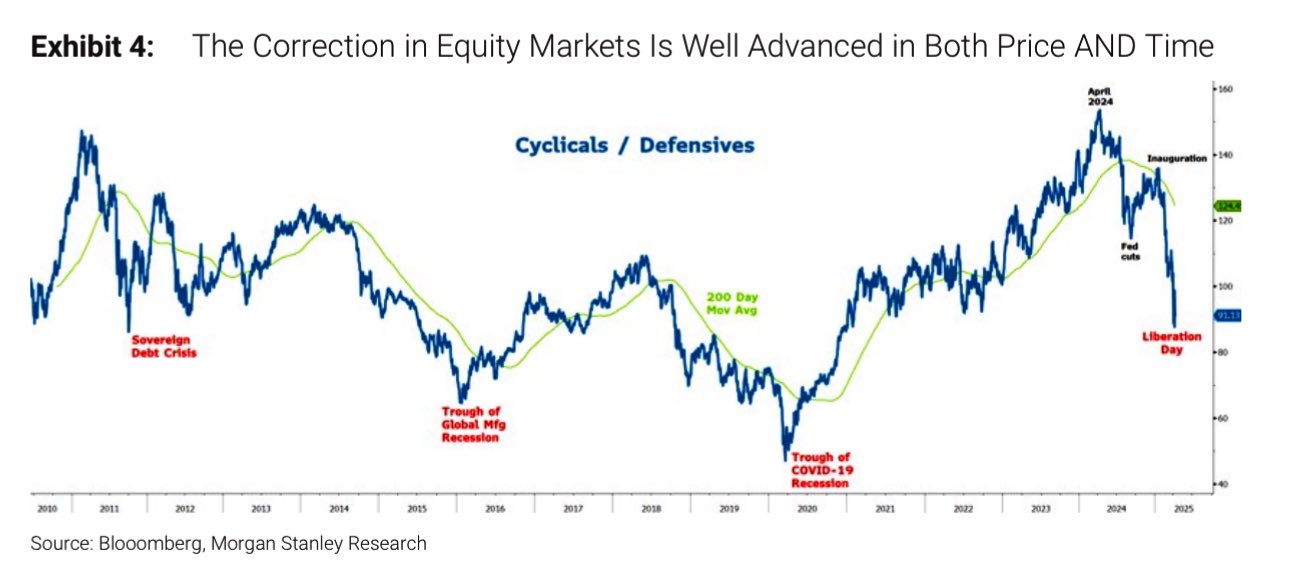 Exhibit 4: The Correction in Equity Markets Is Well Advanced in Both Price AND Time
April
2024
160
Cyclicals / Defensives
140
Inauguration
124.4
120
Fed
cuts
100
200 Day
Mov Avg
91.13
Sovereign
Debt Crisis
Liberation
Day
80
Trough of
Global Mfg
Recession
60
Trough of
COVID-19
Recession
40
2010 2011 2012 2013 2014 2015 2016 2017 2018 2019 2020 2021 2022 2023 2024 2025
Source: Blooomberg, Morgan Stanley Research